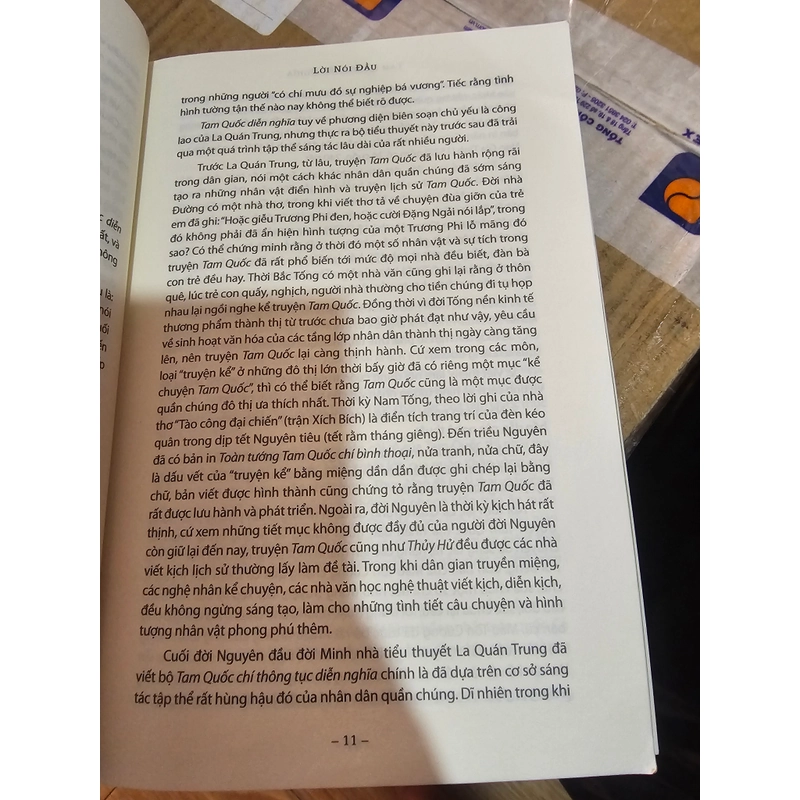 LỜI NÓI ĐẦU
trong những người "có chí mưu đồ sự nghiệp bá vương". Tiếc rằng tình
hình tường tận thế nào nay không thể biết rõ được.
Tam Quốc diễn nghĩa tuy về phương diện biên soạn chủ yếu là công
lao của La Quán Trung, nhưng thực ra bộ tiểu thuyết này trước sau đã trải
qua một quá trình tập thể sáng tác lâu dài của rất nhiều người.
Trước La Quán Trung, từ lâu, truyện Tam Quốc đã lưu hành rộng rãi
trong dân gian, nói một cách khác nhân dân quần chúng đã sớm sáng
tạo ra những nhân vật điển hình và truyện lịch sử Tam Quốc. Đời nhà
Đường có một nhà thơ, trong khi viết thơ tả về chuyện đùa giỡn của trẻ
em đã ghi: "Hoặc giễu Trương Phi đen, hoặc cười Đặng Ngải nói lắp", trong
đó không phải đã ẩn hiện hình tượng của một Trương Phi lỗ mãng đó
sao? Có thể chứng minh rằng ở thời đó một số nhân vật và sự tích trong
truyện Tam Quốc đã rất phổ biến tới mức độ mọi nhà đều biết, đàn bà
con trẻ đều hay. Thời Bắc Tống có một nhà văn cũng ghi lại rằng ở thôn
quê, lúc trẻ con quấy, nghịch, người nhà thường cho tiền chúng đi tụ họp
nhau lại ngồi nghe kể truyện Tam Quốc. Đồng thời vì đời Tống nền kinh tế
thương phẩm thành thị từ trước chưa bao giờ phát đạt như vậy, yêu cầu
về sinh hoạt văn hóa của các tầng lớp nhân dân thành thị ngày càng tăng
lên, nên truyện Tam Quốc lại càng thịnh hành. Cứ xem trong các môn,
loại "truyện kể" ở những đô thị lớn thời bấy giờ đã có riêng một mục "kể
chuyện Tam Quốc", thì có thể biết rằng Tam Quốc cũng là một mục được
quần chúng đô thị ưa thích nhất. Thời kỳ Nam Tống, theo lời ghi của nhà
thơ "Tào công đại chiến" (trận Xích Bích) là điển tích trang trí của đèn kéo
quân trong dịp tết Nguyên tiêu (tết rằm tháng giêng). Đến triều Nguyên
đã có bản in Toàn tướng Tam Quốc chí bình thoại, nửa tranh, nửa chữ, đây
là dấu vết của "truyện kể" bằng miệng dần dần được ghi chép lại bằng
chữ, bản viết được hình thành cũng chứng tỏ rằng truyện Tam Quốc đã
rất được lưu hành và phát triển. Ngoài ra, đời Nguyên là thời kỳ kịch hát rất
thịnh, cứ xem những tiết mục không được đầy đủ của người đời Nguyên
còn giữ lại đến nay, truyện Tam Quốc cũng như Thủy Hử đều được các nhà
viết kịch lịch sử thường lấy làm đề tài. Trong khi dân gian truyền miệng,
các nghệ nhân kể chuyện, các nhà văn học nghệ thuật viết kịch, diễn kịch,
đều không ngừng sáng tạo, làm cho những tình tiết câu chuyện và hình
tượng nhân vật phong phú thêm.
Cuối đời Nguyên đầu đời Minh nhà tiểu thuyết La Quán Trung đã
viết bộ Tam Quốc chí thông tục diễn nghĩa chính là đã dựa trên cơ sở sáng
tác tập thể rất hùng hậu đó của nhân dân quần chúng. Dĩ nhiên trong khi
– 11 –
diễn
ất, và
ông
là:
nói
TỔNG CÔN